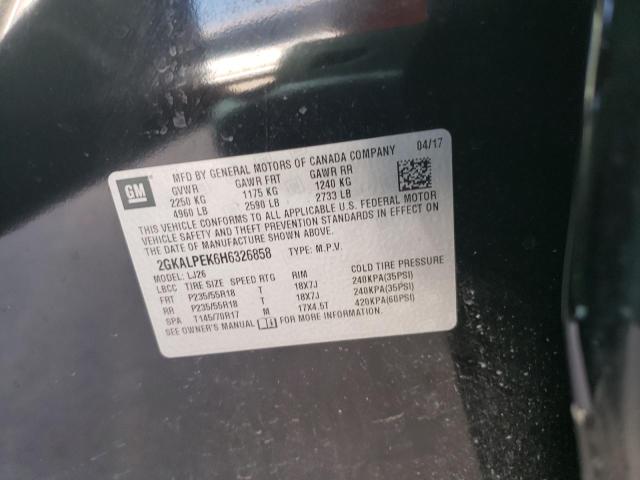 MFD BY GENERAL MOTORS OF CANADA COMPANY 04/17
GM
GVWR GAWR FRT GAWR RR
2250 KG 1175 KG 1240 KG
4960 LB 2590 LB 2733 LB
THIS VEHICLE CONFORMS TO ALL APPLICABLE U.S. FEDERAL MOTOR
VEHICLE SAFETY AND THEFT PREVENTION STANDARDS IN EFFECT
ON THE DATE OF MANUFACTURE SHOWN ABOVE.
2GKALPEK6H6326858 TYPE: M.P.V.
MODEL: LJ26
LBCC TIRE SIZE SPEED RTG RIM COLD TIRE PRESSURE
FRT P235/55R18 T 18X7J 240KPA(35PSI)
RR P235/55R18 T 18X7J 240KPA(35PSI)
SPA T145/70R17 M 17X4.5T 420KPA(60PSI)
SEE OWNER'S MANUAL FOR MORE INFORMATION.